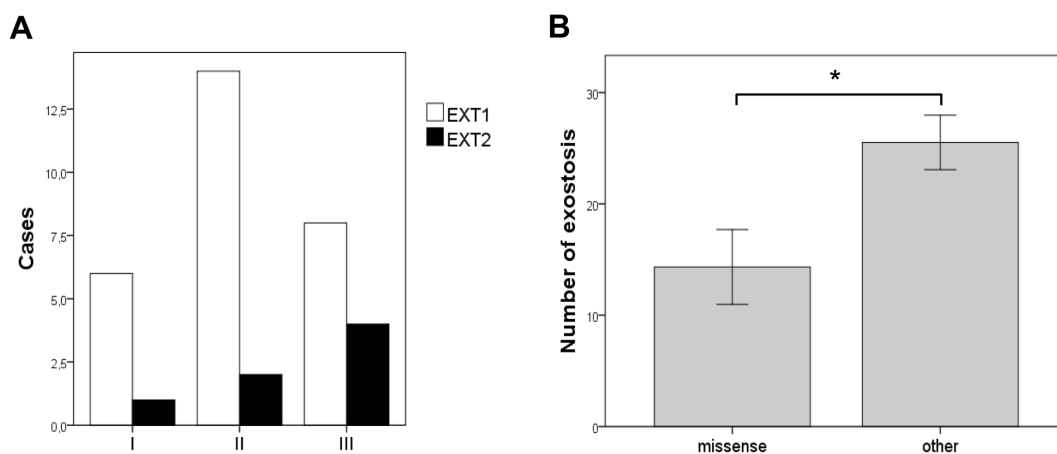 A
Cases
12,5
10,0
7,5
5,0
2,5
0,0
I II III
EXT1
EXT2
B
Number of exostosis
30
20
10
0
*
missense other